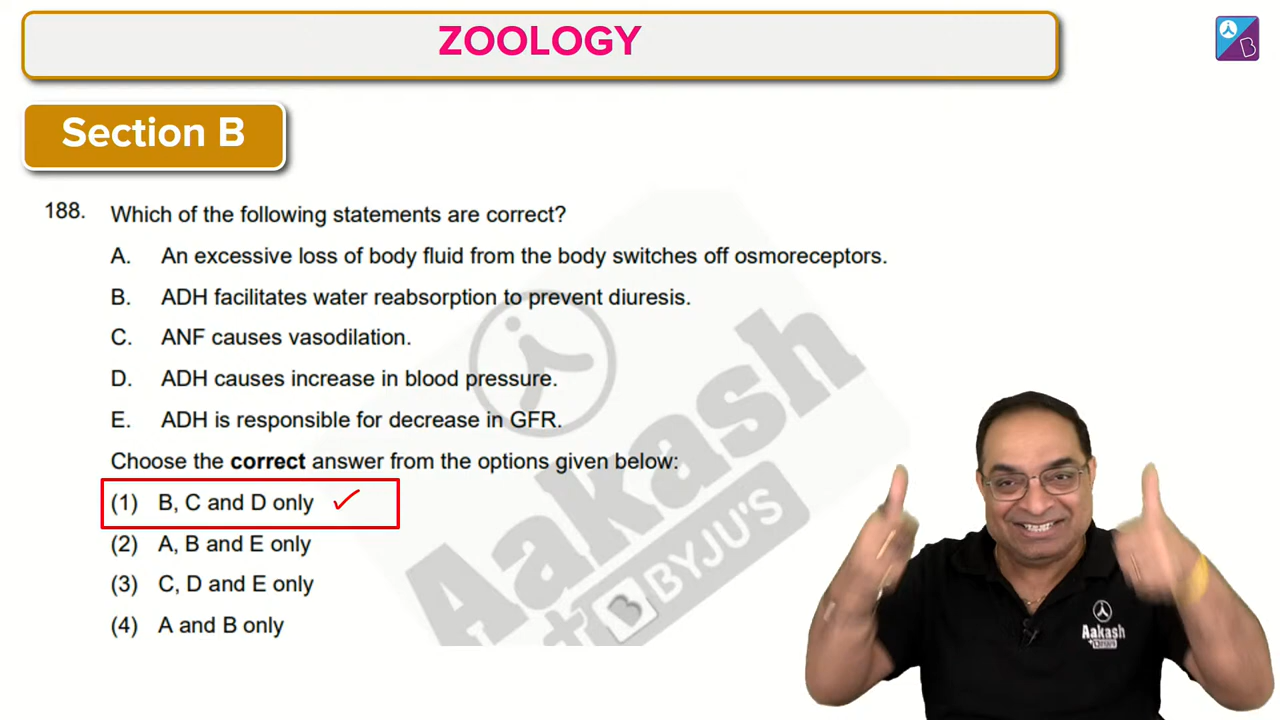 ZOOLOGY
Section B
188. Which of the following statements are correct?
A. An excessive loss of body fluid from the body switches off osmoreceptors.
B. ADH facilitates water reabsorption to prevent diuresis.
C. ANF causes vasodilation.
D. ADH causes increase in blood pressure.
E. ADH is responsible for decrease in GFR.
Choose the correct answer from the options given below:
(1) B, C and D only
(2) A, B and E only
(3) C, D and E only
(4) A and B only
Aakash
+B BYJU'S
Aakash
B